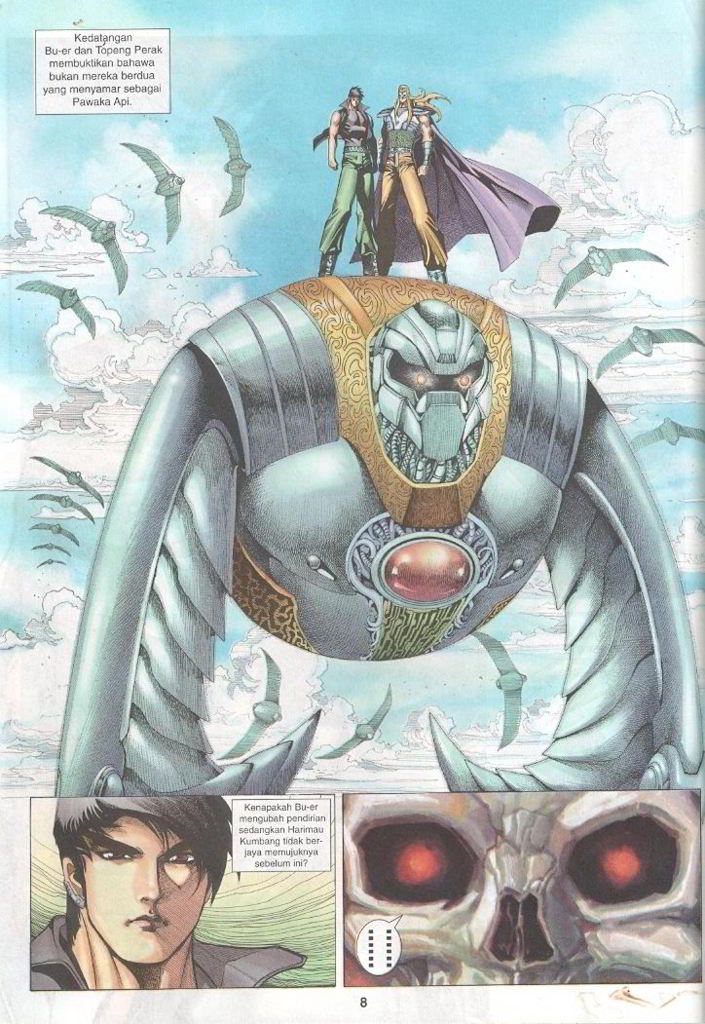 Kedatangan
Bu-er dan Topeng Perak
membuktikan bahawa
bukan mereka berdua
yang menyamar sebagai
Pawaka Api.
Kenapakah Bu-er
mengubah pendirian
sedangkan Harimau
Kumbang tidak ber-
jaya memujuknya
sebelum ini?
8